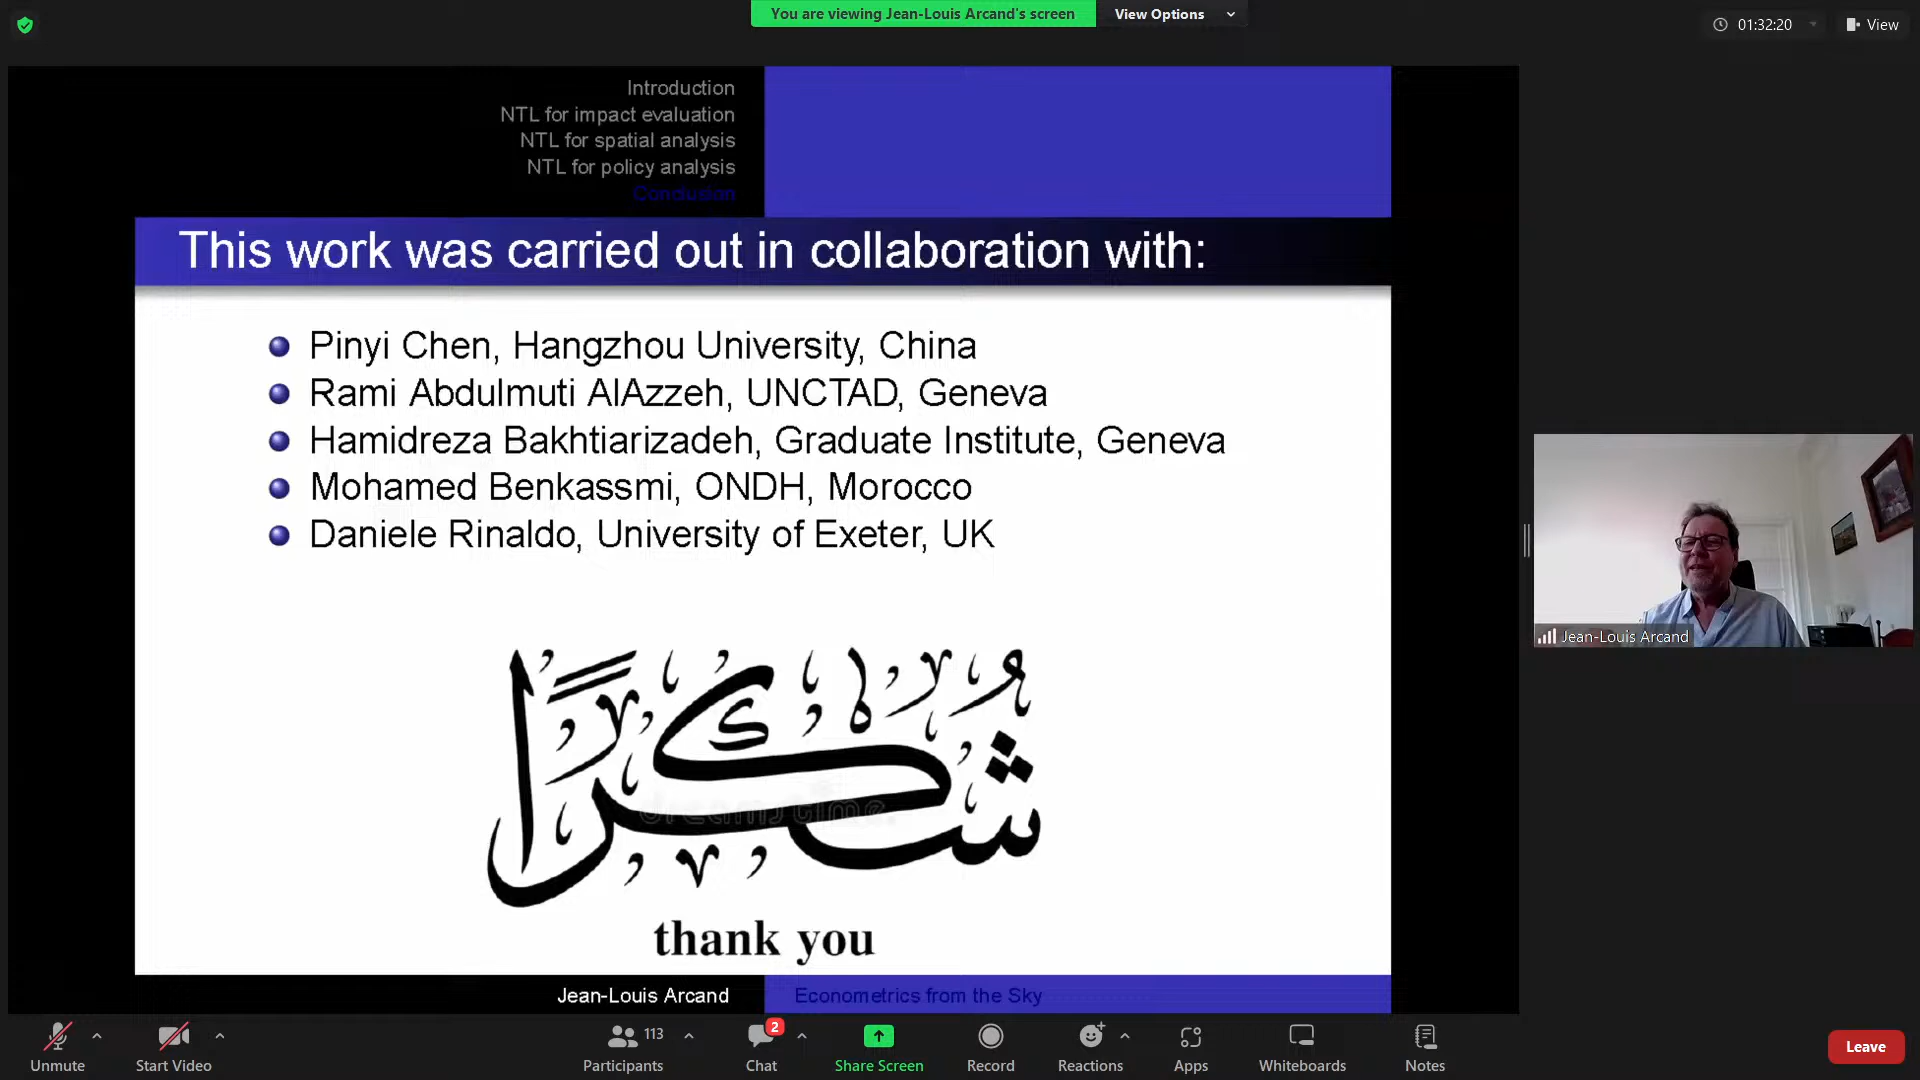 You are viewing Jean-Louis Arcand's screen
View Options
01:32:20
View
Introduction
NTL for impact evaluation
NTL for spatial analysis
NTL for policy analysis
Conclusion
This work was carried out in collaboration with:
Pinyi Chen, Hangzhou University, China
Rami Abdulmuti AlAzzeh, UNCTAD, Geneva
Hamidreza Bakhtiarizadeh, Graduate Institute, Geneva
Mohamed Benkassmi, ONDH, Morocco
Daniele Rinaldo, University of Exeter, UK
شُكْرًا
dreamstime.
thank you
Jean-Louis Arcand
Econometrics from the Sky
Jean-Louis Arcand
Unmute
Start Video
113
Participants
2
Chat
Share Screen
Record
Reactions
Apps
Whiteboards
Notes
Leave